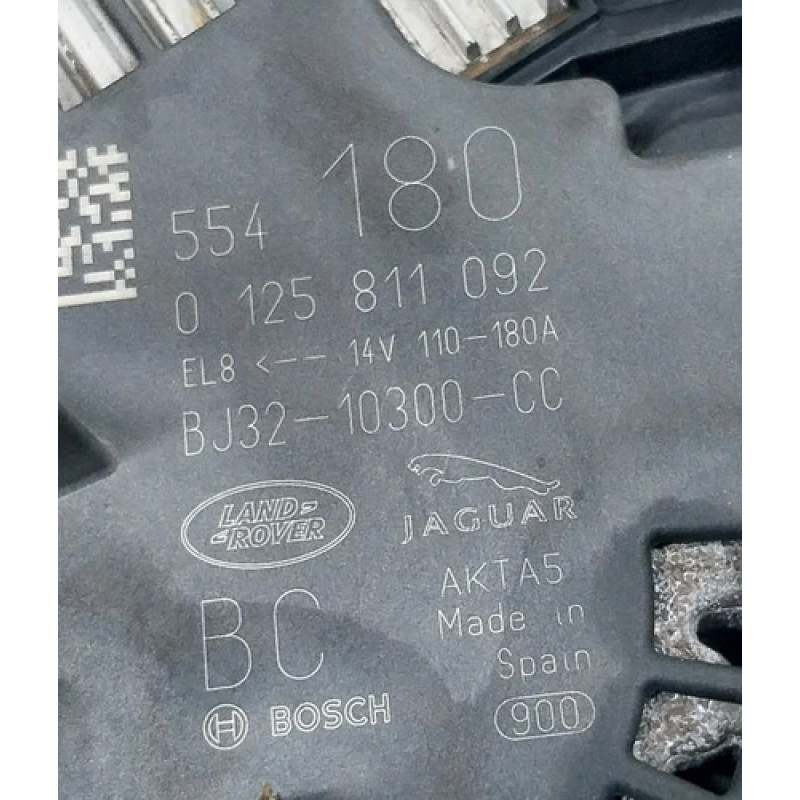 554 180
0 125 811 092
EL8 <-- 14V 110-180A
BJ32-10300-CC
LAND-
-ROVER
JAGUAR
AKTA5
Made in
Spain
BC
BOSCH
900